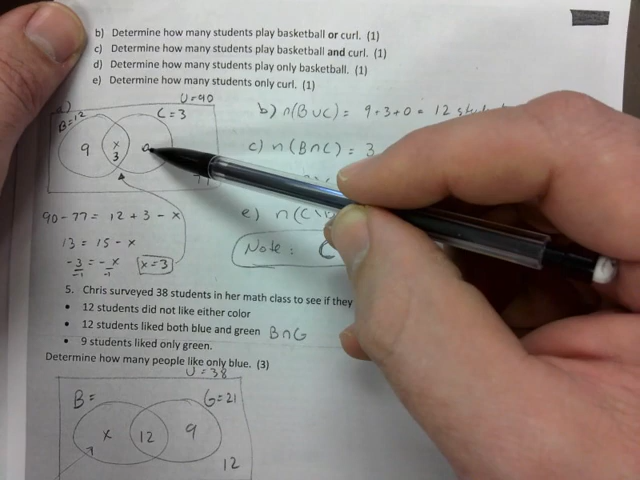 b) Determine how many students play basketball or curl. (1)
c) Determine how many students play basketball and curl. (1)
d) Determine how many students play only basketball. (1)
e) Determine how many students only curl. (1)
U=90
B=12 C=3
9 x 3
b) n(B∪C) = 9+3+0 = 12
c) n(B∩C) = 3
90-77 = 12+3-x
e) n(C\
13 = 15-x
Note: C
-3 = -x x=3
-1 -1
5. Chris surveyed 38 students in her math class to see if they
• 12 students did not like either color
• 12 students liked both blue and green B∩G
• 9 students liked only green.
Determine how many people like only blue. (3)
U=38
B= G=21
x 12 9
12